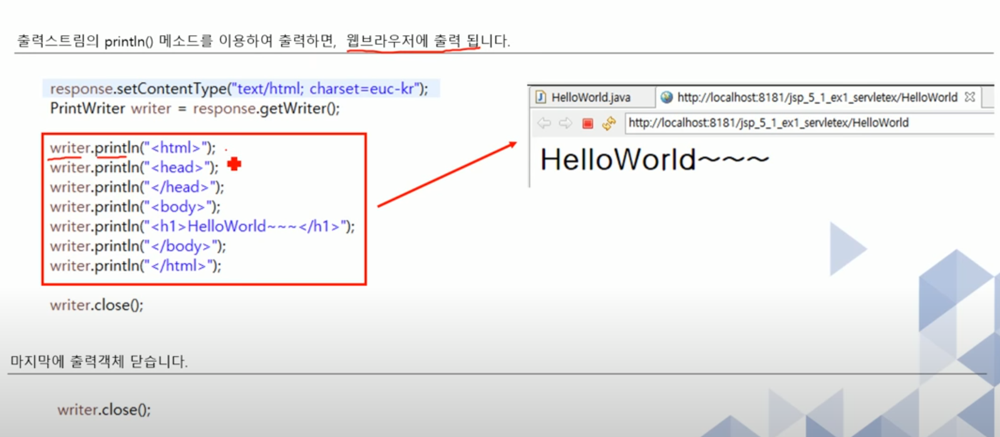 출력스트림의 println() 메소드를 이용하여 출력하면, 웹브라우저에 출력 됩니다.
response.setContentType("text/html; charset=euc-kr");
PrintWriter writer = response.getWriter();
writer.println("<html>");
writer.println("<head>");
writer.println("</head>");
writer.println("<body>");
writer.println("<h1>HelloWorld~~~</h1>");
writer.println("</body>");
writer.println("</html>");
writer.close();
HelloWorld.java
http://localhost:8181/jsp_5_1_ex1_servletex/HelloWorld
http://localhost:8181/jsp_5_1_ex1_servletex/HelloWorld
HelloWorld~~~
마지막에 출력객체 닫습니다.
writer.close();